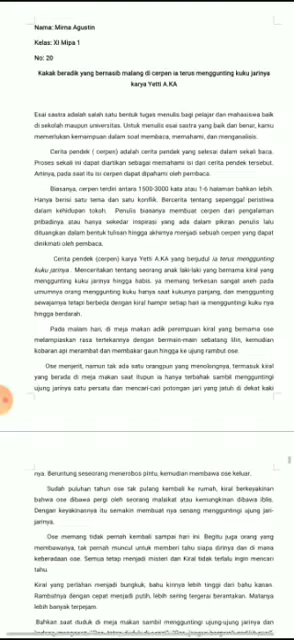 Nama: Mirna Agustin
Kelas: XI Mipa 1
No: 20
Kakak beradik yang bernasib malang di cerpen ia terus menggunting kuku jarinya
karya Yetti A.KA
Esai sastra adalah salah satu bentuk tugas menulis bagi pelajar dan mahasiswa baik
di sekolah maupun universitas. Untuk menulis esai sastra yang baik dan benar, kamu
memerlukan kemampuan dalam soal membaca, memahami, dan menganalisis.
Cerita pendek ( cerpen) adalah cerita pendek yang selesai dalam sekali baca.
Proses sekali ini dapat diartikan sebagai memahami isi dari cerita pendek tersebut.
Artinya, pada saat itu isi cerpen dapat dipahami oleh pembaca.
Biasanya, cerpen terdiri antara 1500-3000 kata atau 1-6 halaman bahkan lebih.
Hanya berisi satu tema dan satu konflik. Bercerita tentang sepenggal peristiwa
dalam kehidupan tokoh. Penulis biasanya membuat cerpen dari pengalaman
pribadinya atau hanya sekedar inspirasi yang ada dalam pikiran penulis lalu
dituangkan dalam bentuk tulisan hingga akhirnya menjadi sebuah cerpen yang dapat
dinikmati oleh pembaca.
Cerita pendek (cerpen) karya Yetti A.KA yang berjudul ia terus menggunting
kuku jarinya . Menceritakan tentang seorang anak laki-laki yang bernama kiral yang
menggunting kuku jarinya hingga habis. ya memang terkesan sangat aneh pada
umumnya orang menggunting kuku hanya saat kukunya panjang, dan menggunting
sewajarnya tetapi berbeda dengan kiral hampir setiap hari ia menggunting kuku nya
hingga berdarah.
Pada malam hari, di meja makan adik perempuan kiral yang bernama ose
melampiaskan rasa tertekannya dengan bermain-main sebatang lilin, kemudian
kobaran api merambat dan membakar gaun hingga ke ujung rambut ose.
Ose menjerit, namun tak ada satu orangpun yang menolongnya, termasuk kiral
yang berada di meja makan saat itupun ia hanya terbahak sambil mengguntingi
ujung jarinya satu persatu dan mencari-cari potongan jari yang jatuh di dekat kaki
nya. Beruntung seseorang menerobos pintu, kemudian membawa ose keluar.
Sudah puluhan tahun ose tak pulang kembali ke rumah, kiral berkeyakinan
bahwa ose dibawa pergi oleh seorang malaikat atau kemungkinan dibawa iblis.
Dengan keyakinannya itu semakin membuat nya senang mengguntingi ujung jari-
jarinya.
Ose memang tidak pernah kembali sampai hari ini. Begitu juga orang yang
membawanya, tak pernah muncul untuk memberi tahu siapa dirinya dan di mana
keberadaan ose. Semua tetap menjadi misteri dan Kiral tidak terlalu ingin mencari
tahu.
Kiral yang perlahan menjadi bungkuk, bahu kirinya lebih tinggi dari bahu kanan.
Rambutnya dengan cepat menjadi putih, lebih sering tergerai berantakan. Matanya
lebih banyak terpejam.
Bahkan saat duduk di meja makan sambil mengguntingi ujung-ujung jarinya dan